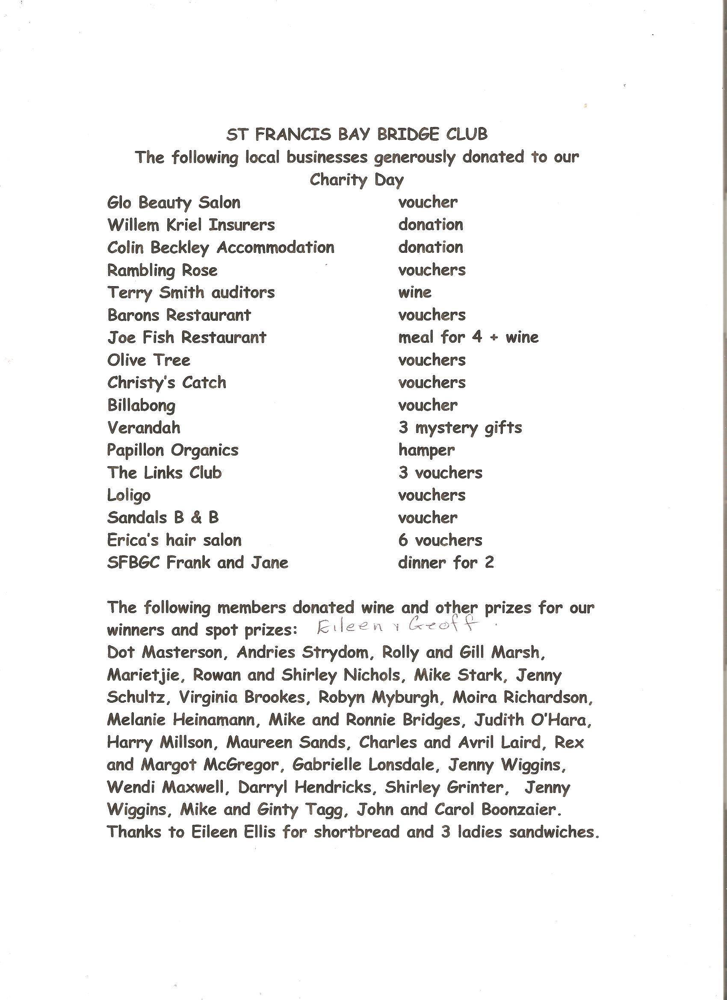 ST FRANCIS BAY BRIDGE CLUB
The following local businesses generously donated to our
Charity Day
Glo Beauty Salon voucher
Willem Kriel Insurers donation
Colin Beckley Accommodation donation
Rambling Rose vouchers
Terry Smith auditors wine
Barons Restaurant vouchers
Joe Fish Restaurant meal for 4 + wine
Olive Tree vouchers
Christy's Catch vouchers
Billabong voucher
Verandah 3 mystery gifts
Papillon Organics hamper
The Links Club 3 vouchers
Loligo vouchers
Sandals B & B voucher
Erica's hair salon 6 vouchers
SFBGC Frank and Jane dinner for 2
The following members donated wine and other prizes for our
winners and spot prizes: Eileen & Geoff.
Dot Masterson, Andries Strydom, Rolly and Gill Marsh,
Marietjie, Rowan and Shirley Nichols, Mike Stark, Jenny
Schultz, Virginia Brookes, Robyn Myburgh, Moira Richardson,
Melanie Heinamann, Mike and Ronnie Bridges, Judith O'Hara,
Harry Millson, Maureen Sands, Charles and Avril Laird, Rex
and Margot McGregor, Gabrielle Lonsdale, Jenny Wiggins,
Wendi Maxwell, Darryl Hendricks, Shirley Grinter, Jenny
Wiggins, Mike and Ginty Tagg, John and Carol Boonzaier.
Thanks to Eileen Ellis for shortbread and 3 ladies sandwiches.